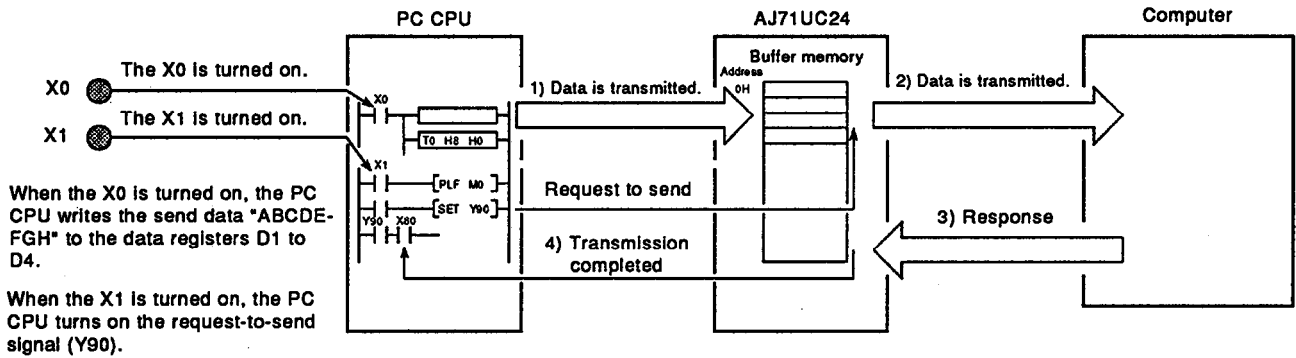 PC CPU
AJ71UC24
Computer
X0
The X0 is turned on.
X1
The X1 is turned on.
Buffer memory
Address
0H
1) Data is transmitted.
2) Data is transmitted.
X0
T0 H8 H0
X1
PLF M0
SET Y90
Y90 X80
Request to send
3) Response
4) Transmission
completed
When the X0 is turned on, the PC
CPU writes the send data "ABCDE-
FGH" to the data registers D1 to
D4.
When the X1 is turned on, the PC
CPU turns on the request-to-send
signal (Y90).